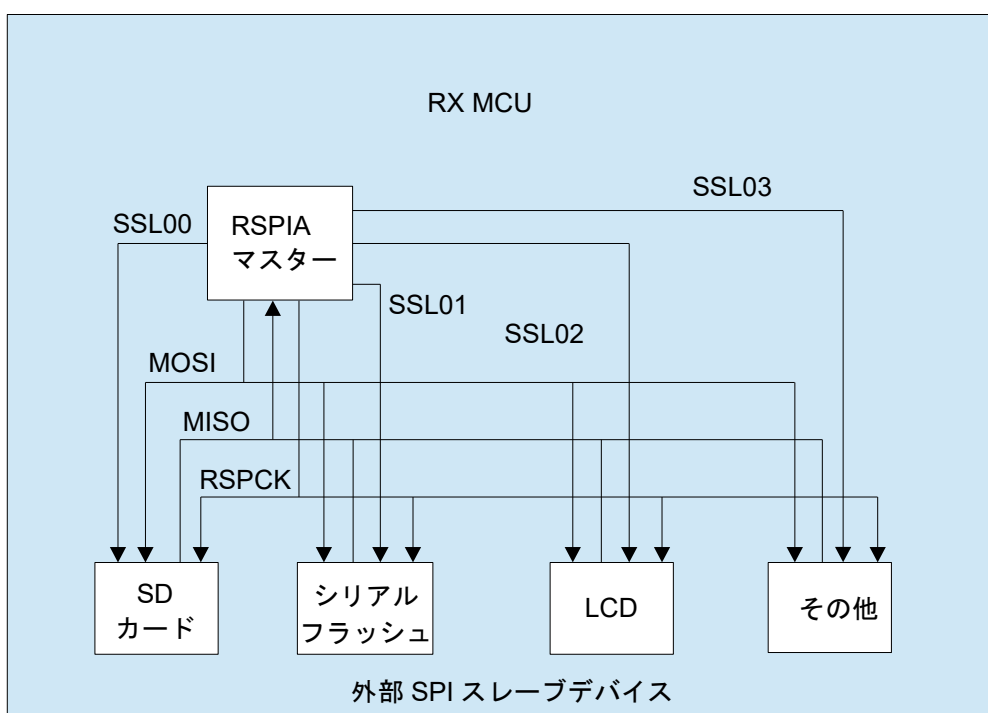 RX MCU
SSL03
SSL00
RSPIA
マスター
SSL01
SSL02
MOSI
MISO
RSPCK
SD
カード
シリアル
フラッシュ
LCD
その他
外部 SPI スレーブデバイス